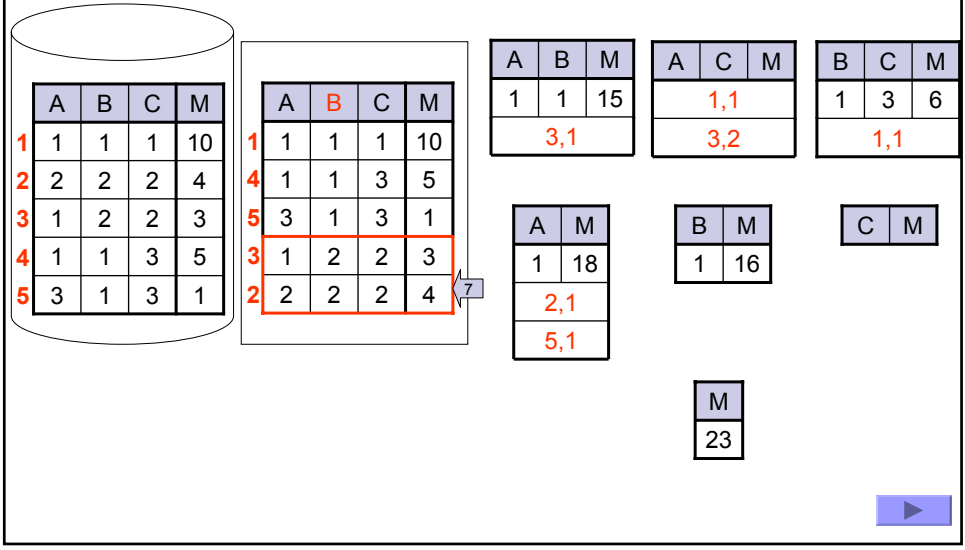 A B C M
1 1 1 1 10
2 2 2 2 4
3 1 2 2 3
4 1 1 3 5
5 3 1 3 1
A B C M
1 1 1 1 10
4 1 1 3 5
5 3 1 3 1
3 1 2 2 3
2 2 2 2 4
7
A B M
1 1 15
3,1
A C M
1,1
3,2
B C M
1 3 6
1,1
A M
1 18
2,1
5,1
B M
1 16
C M
M
23